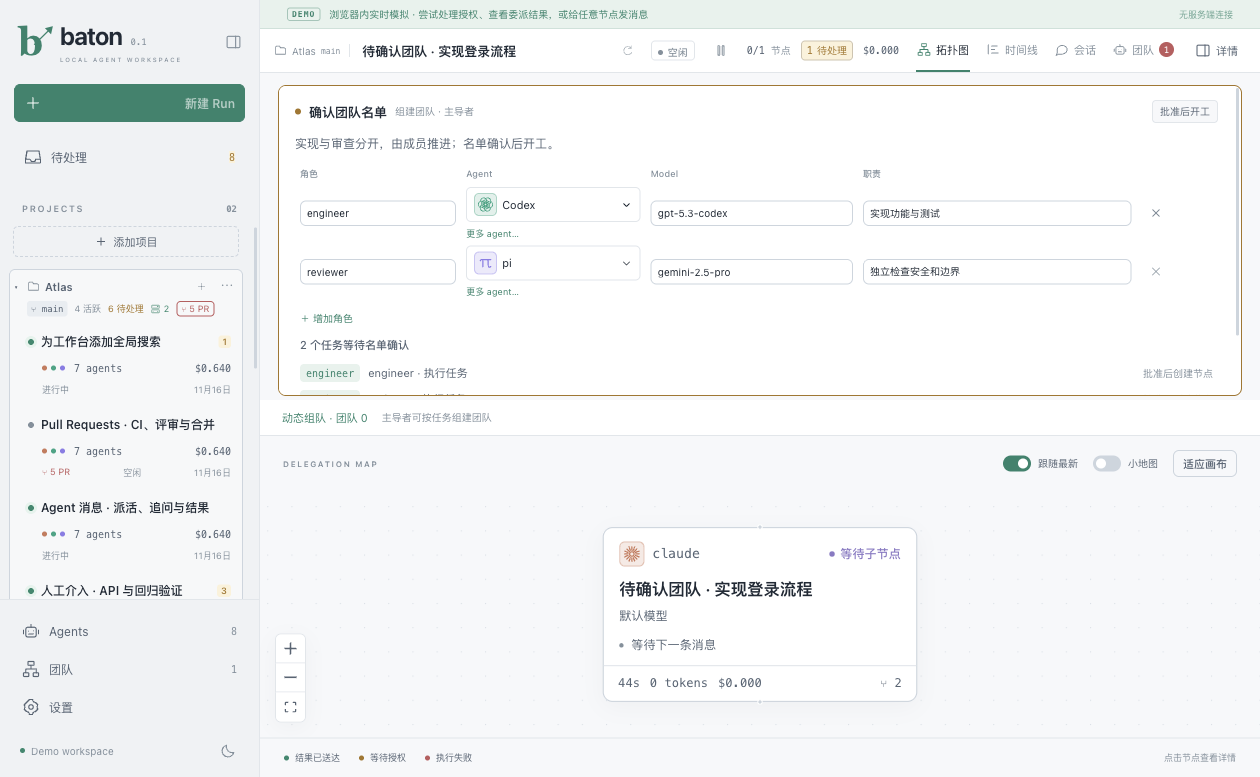 DEMO 浏览器内实时模拟 · 尝试处理授权、查看委派结果，或给任意节点发消息
无服务端连接
baton 0.1
LOCAL AGENT WORKSPACE
新建 Run
待处理 8
PROJECTS 02
添加项目
Atlas
main 4 活跃 6 待处理 2 5 PR
为工作台添加全局搜索 1
7 agents $0.640
进行中 11月16日
Pull Requests · CI、评审与合并
7 agents $0.640
5 PR 空闲 11月16日
Agent 消息 · 派活、追问与结果
7 agents $0.640
进行中 11月16日
人工介入 · API 与回归验证 3
Agents 8
团队 1
设置
Demo workspace
Atlas main 待确认团队 · 实现登录流程
空闲 0/1 节点 1 待处理 $0.000 拓扑图 时间线 会话 团队 1 详情
确认团队名单 组建团队 · 主导者 批准后开工
实现与审查分开，由成员推进；名单确认后开工。
角色 Agent Model 职责
engineer Codex gpt-5.3-codex 实现功能与测试
更多 agent…
reviewer pi gemini-2.5-pro 独立检查安全和边界
更多 agent…
+ 增加角色
2 个任务等待名单确认
engineer engineer · 执行任务 批准后创建节点
动态组队 · 团队 0 主导者可按任务组建团队
DELEGATION MAP 跟随最新 小地图 适应画布
claude 等待子节点
待确认团队 · 实现登录流程
默认模型
等待下一条消息
44s 0 tokens $0.000 2
结果已送达 等待授权 执行失败 点击节点查看详情